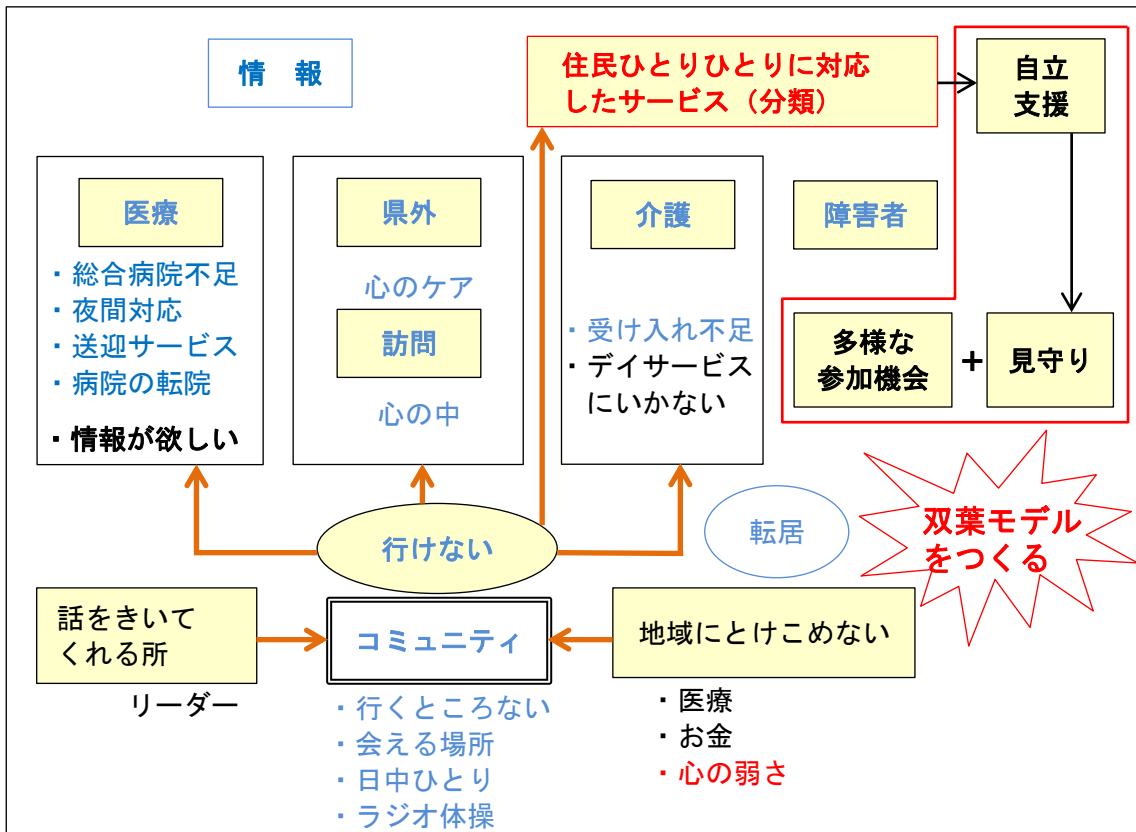 情　報
住民ひとりひとりに対応
したサービス（分類）
自立
支援
医療
・総合病院不足
・夜間対応
・送迎サービス
・病院の転院
・情報が欲しい
県外
心のケア
訪問
心の中
介護
・受け入れ不足
・デイサービス
にいかない
障害者
多様な
参加機会
+
見守り
行けない
転居
双葉モデル
をつくる
話をきいて
くれる所
リーダー
コミュニティ
・行くところない
・会える場所
・日中ひとり
・ラジオ体操
地域にとけこめない
・医療
・お金
・心の弱さ